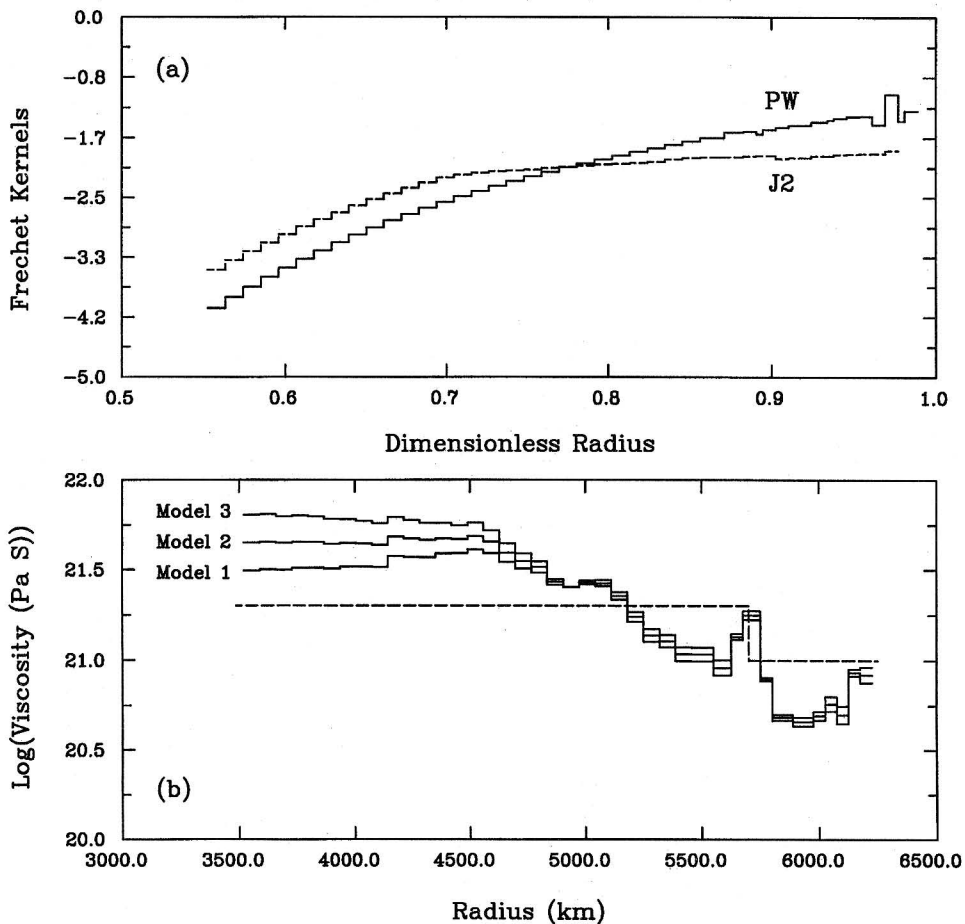 0.0
-0.8
-1.7
-2.5
-3.3
-4.2
-5.0
Frechet Kernels
(a)
PW
J2
0.5 0.6 0.7 0.8 0.9 1.0
Dimensionless Radius
22.0
21.5
21.0
20.5
20.0
Log(Viscosity (Pa S))
Model 3
Model 2
Model 1
(b)
3000.0 3500.0 4000.0 4500.0 5000.0 5500.0 6000.0 6500.0
Radius (km)